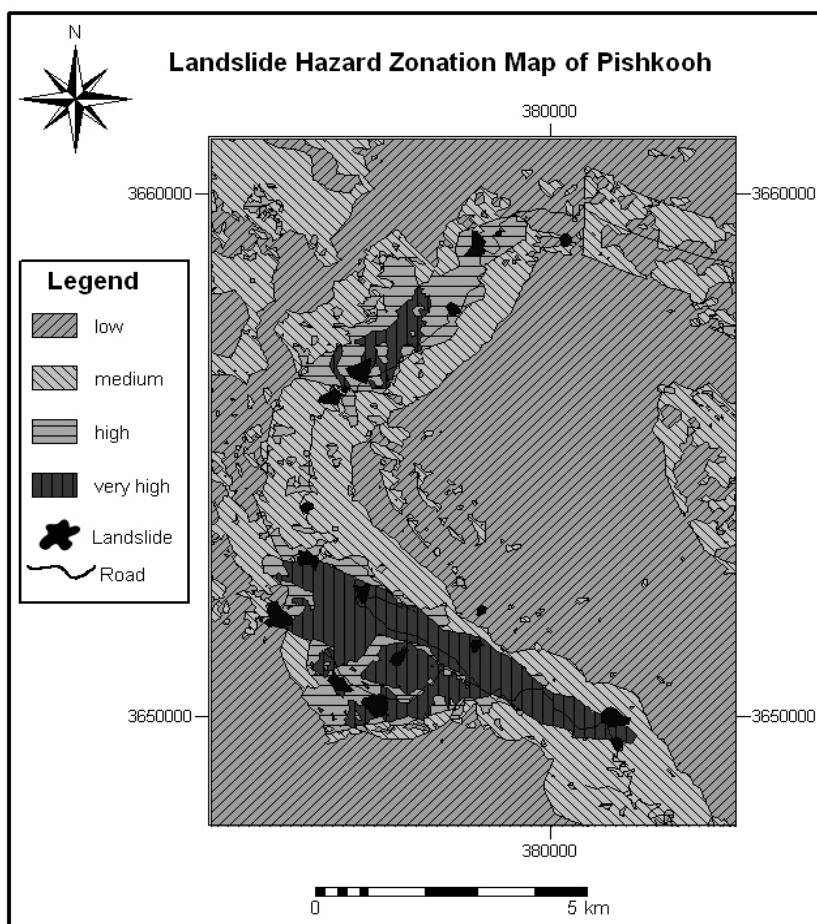 N
Landslide Hazard Zonation Map of Pishkooh
380000
3660000
3660000
Legend
low
medium
high
very high
Landslide
Road
3650000
3650000
380000
0
5 km